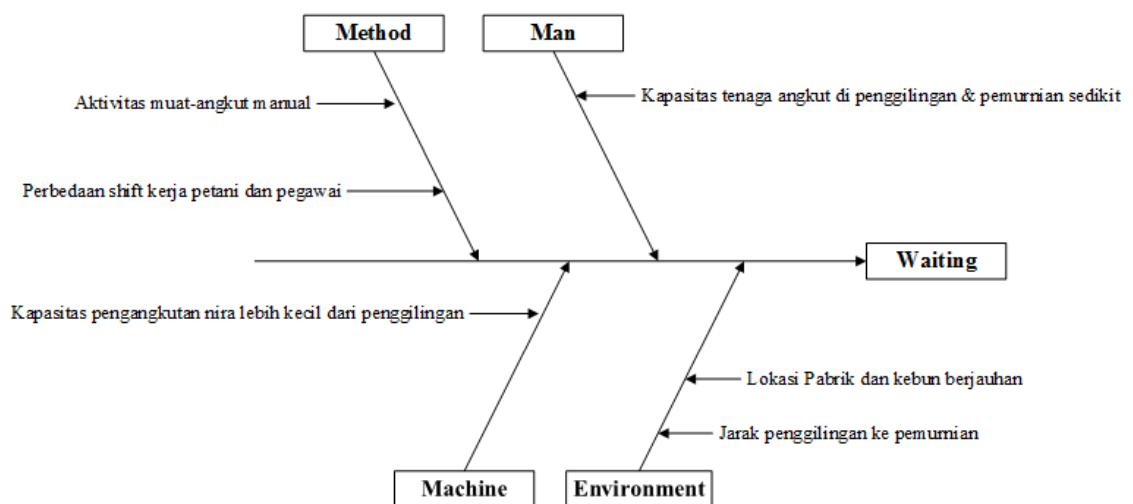 Method
Man
Aktivitas muat-angkut manual
Kapasitas tenaga angkut di penggilingan & pemurnian sedikit
Perbedaan shift kerja petani dan pegawai
Waiting
Kapasitas pengangkutan nira lebih kecil dari penggilingan
Lokasi Pabrik dan kebun berjauhan
Jarak penggilingan ke pemurnian
Machine
Environment